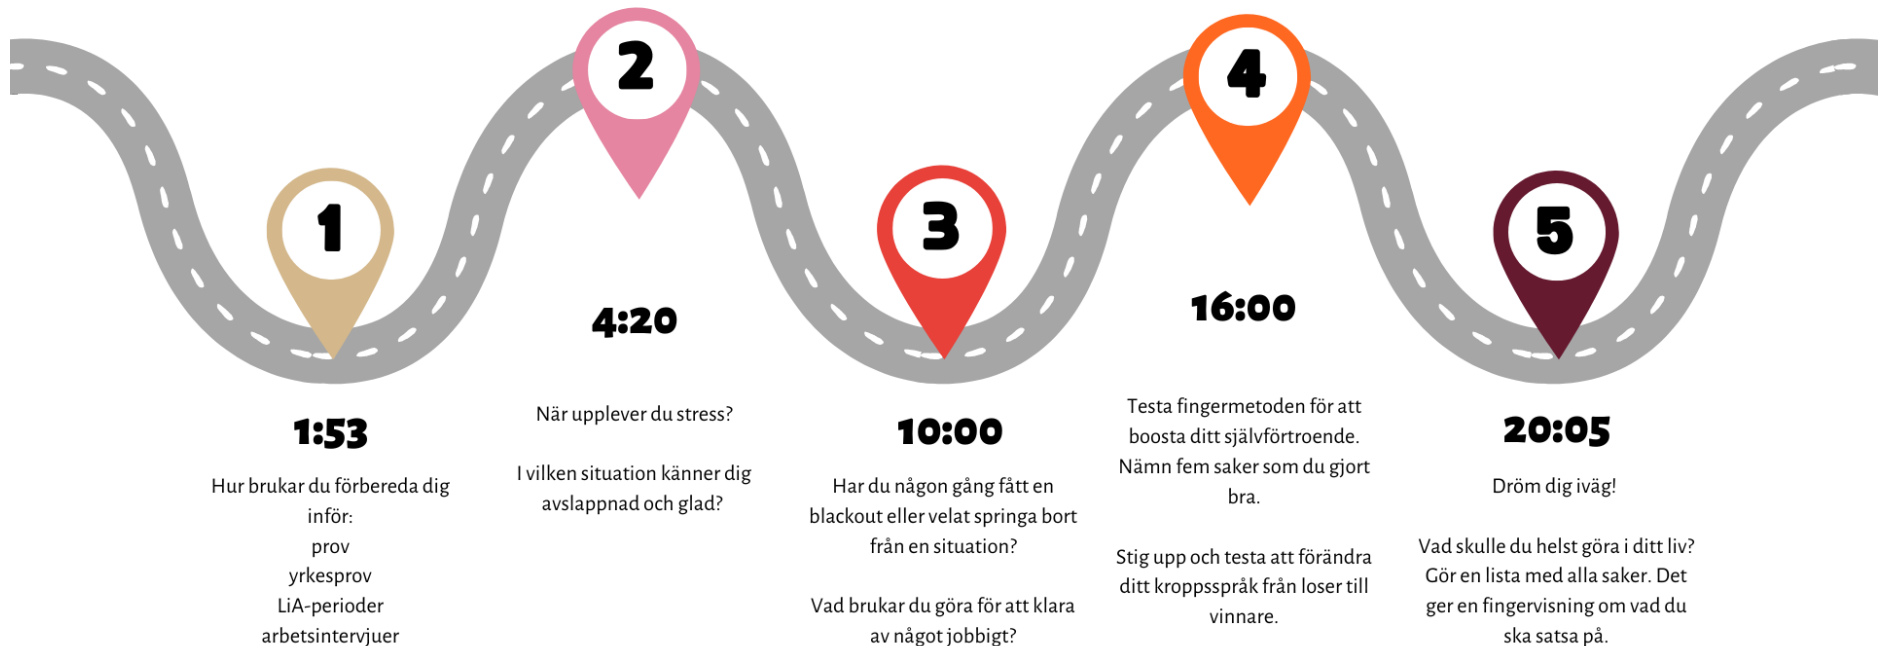 1
1:53
Hur brukar du förbereda dig
inför:
prov
yrkesprov
LiA-perioder
arbetsintervjuer
2
4:20
När upplever du stress?
I vilken situation känner dig
avslappnad och glad?
3
10:00
Har du någon gång fått en
blackout eller velat springa bort
från en situation?
Vad brukar du göra för att klara
av något jobbigt?
4
16:00
Testa fingermetoden för att
boosta ditt självförtroende.
Nämn fem saker som du gjort
bra.
Stig upp och testa att förändra
ditt kroppsspråk från loser till
vinnare.
5
20:05
Dröm dig iväg!
Vad skulle du helst göra i ditt liv?
Gör en lista med alla saker. Det
ger en fingervisning om vad du
ska satsa på.